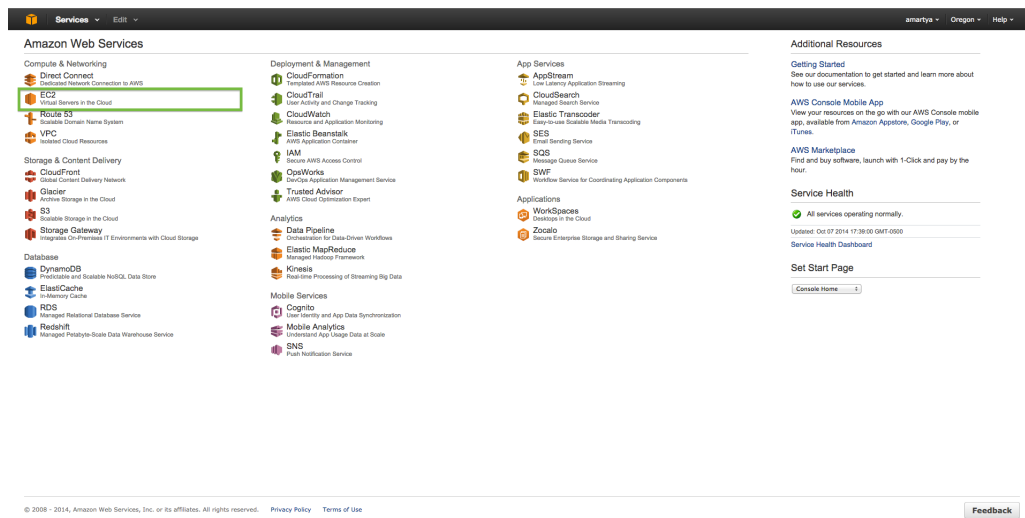 Services Edit amartya Oregon Help
Amazon Web Services
Compute & Networking
Direct Connect
Dedicated Network Connection to AWS
EC2
Virtual Servers in the Cloud
Route 53
Scalable Domain Name System
VPC
Isolated Cloud Resources
Storage & Content Delivery
CloudFront
Global Content Delivery Network
Glacier
Archive Storage in the Cloud
S3
Scalable Storage in the Cloud
Storage Gateway
Integrates On-Premises IT Environments with Cloud Storage
Database
DynamoDB
Predictable and Scalable NoSQL Data Store
ElastiCache
In-Memory Cache
RDS
Managed Relational Database Service
Redshift
Managed Petabyte-Scale Data Warehouse Service
Deployment & Management
CloudFormation
Templated AWS Resource Creation
CloudTrail
User Activity and Change Tracking
CloudWatch
Resource and Application Monitoring
Elastic Beanstalk
AWS Application Container
IAM
Secure AWS Access Control
OpsWorks
DevOps Application Management Service
Trusted Advisor
AWS Cloud Optimization Expert
Analytics
Data Pipeline
Orchestration for Data-Driven Workflows
Elastic MapReduce
Managed Hadoop Framework
Kinesis
Real-time Processing of Streaming Big Data
Mobile Services
Cognito
User Identity and App Data Synchronization
Mobile Analytics
Understand App Usage Data at Scale
SNS
Push Notification Service
App Services
AppStream
Low Latency Application Streaming
CloudSearch
Managed Search Service
Elastic Transcoder
Easy-to-use Scalable Media Transcoding
SES
Email Sending Service
SQS
Message Queue Service
SWF
Workflow Service for Coordinating Application Components
Applications
WorkSpaces
Desktops in the Cloud
Zocalo
Secure Enterprise Storage and Sharing Service
Additional Resources
Getting Started
See our documentation to get started and learn more about
how to use our services.
AWS Console Mobile App
View your resources on the go with our AWS Console mobile
app, available from Amazon Appstore, Google Play, or
iTunes.
AWS Marketplace
Find and buy software, launch with 1-Click and pay by the
hour.
Service Health
All services operating normally.
Updated: Oct 07 2014 17:39:00 GMT-0500
Service Health Dashboard
Set Start Page
Console Home
© 2008 - 2014, Amazon Web Services, Inc. or its affiliates. All rights reserved. Privacy Policy Terms of Use Feedback